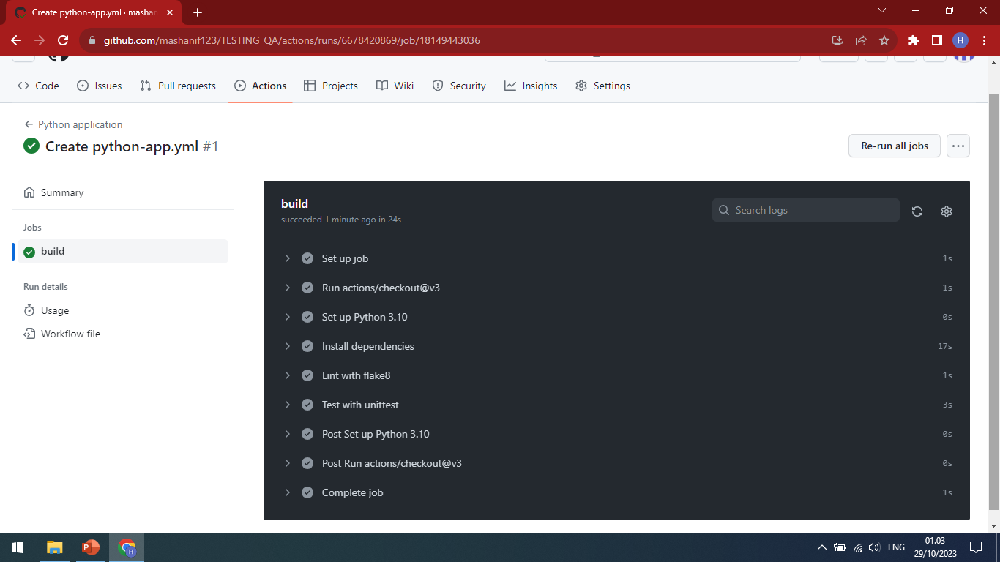 Create python-app.yml · mashan
github.com/mashanif123/TESTING_QA/actions/runs/6678420869/job/18149443036
H
Code Issues Pull requests Actions Projects Wiki Security Insights Settings
Python application
Create python-app.yml #1
Re-run all jobs
Summary
Jobs
build
Run details
Usage
Workflow file
build
succeeded 1 minute ago in 24s
Search logs
Set up job 1s
Run actions/checkout@v3 1s
Set up Python 3.10 0s
Install dependencies 17s
Lint with flake8 1s
Test with unittest 3s
Post Set up Python 3.10 0s
Post Run actions/checkout@v3 0s
Complete job 1s
P
H
ENG
01.03
29/10/2023